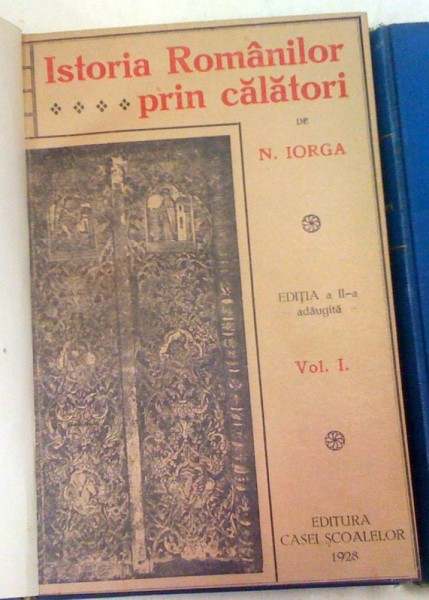 Istoria Românilor
prin călători
DE
N. IORGA
EDIȚIA a II-a
adăugită
Vol. I.
EDITURA
CASEI ȘCOALELOR
1928